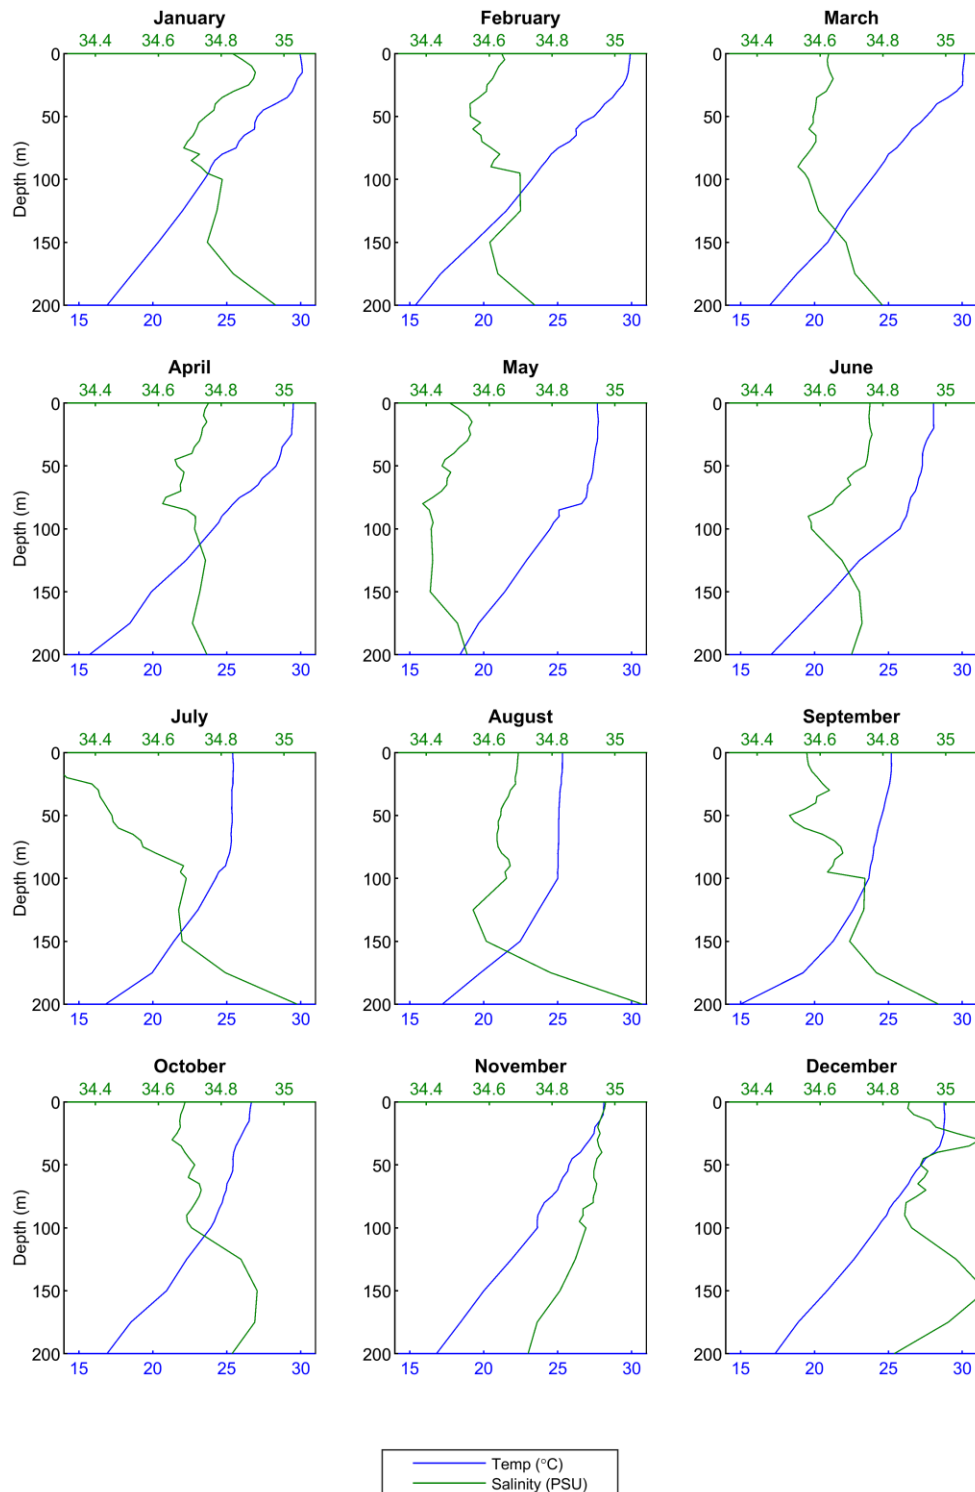 January February March
34.4 34.6 34.8 35 34.4 34.6 34.8 35 34.4 34.6 34.8 35
0 0 0
50 50 50
100 100 100
150 150 150
200 200 200
Depth (m)
15 20 25 30 15 20 25 30 15 20 25 30
April May June
34.4 34.6 34.8 35 34.4 34.6 34.8 35 34.4 34.6 34.8 35
0 0 0
50 50 50
100 100 100
150 150 150
200 200 200
Depth (m)
15 20 25 30 15 20 25 30 15 20 25 30
July August September
34.4 34.6 34.8 35 34.4 34.6 34.8 35 34.4 34.6 34.8 35
0 0 0
50 50 50
100 100 100
150 150 150
200 200 200
Depth (m)
15 20 25 30 15 20 25 30 15 20 25 30
October November December
34.4 34.6 34.8 35 34.4 34.6 34.8 35 34.4 34.6 34.8 35
0 0 0
50 50 50
100 100 100
150 150 150
200 200 200
Depth (m)
15 20 25 30 15 20 25 30 15 20 25 30
Temp (°C)
Salinity (PSU)